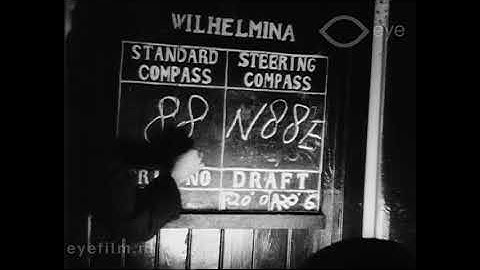 WILHELMINA
eye
STANDARD COMPASS
STEERING COMPASS
88
N88E
DRAFT
eyefilm.